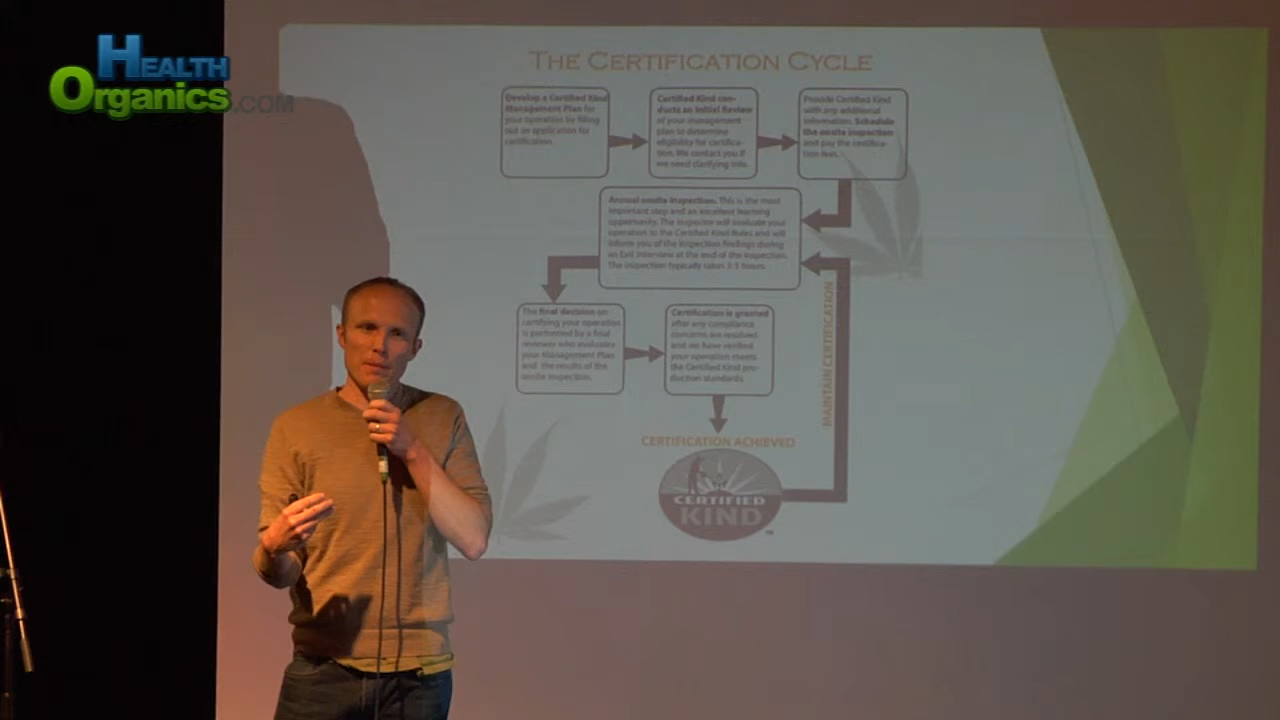 HEALTH
ORGANICS.COM
THE CERTIFICATION CYCLE
Develop a Certified Kind
Management Plan for
your operation by filling
out an application for
certification.
Certified Kind con-
ducts an Initial Review
of your management
plan to determine
eligibility for certifica-
tion. We contact you if
we need clarifying info.
Provide Certified Kind
with any additional
information. Schedule
the onsite inspection
and pay the certifica-
tion fees.
Annual onsite inspection. This is the most
important step and an excellent learning
opportunity. The inspector will evaluate your
operation to the Certified Kind Rules and will
inform you of the inspection findings during
an Exit Interview at the end of the inspection.
The inspection typically takes 3-5 hours.
The final decision on
certifying your operation
is performed by a final
reviewer who evaluates
your Management Plan
and the results of the
onsite inspection.
Certification is granted
after any compliance
concerns are resolved
and we have verified
your operation meets
the Certified Kind pro-
duction standards.
MAINTAIN CERTIFICATION
CERTIFICATION ACHIEVED
CERTIFIED
KIND